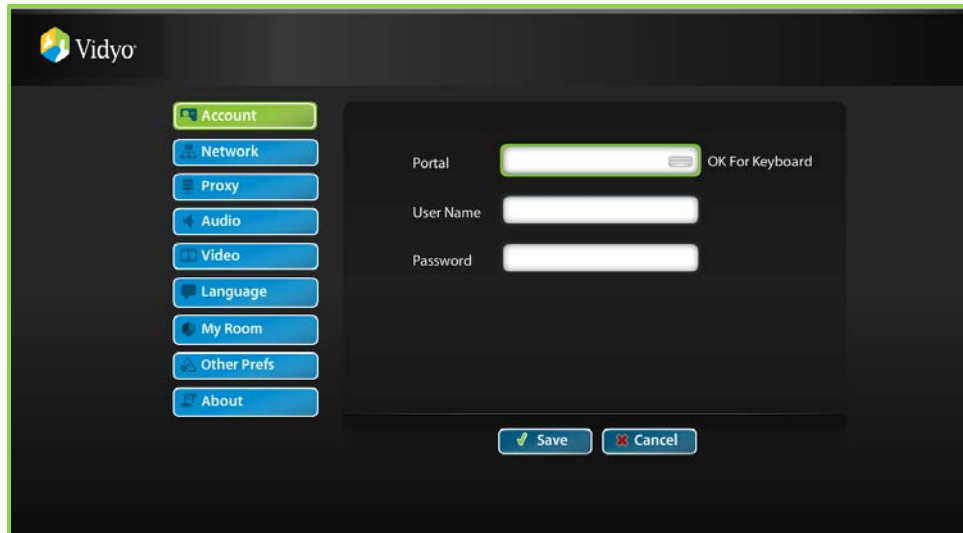 Vidyo
Account
Network
Proxy
Audio
Video
Language
My Room
Other Prefs
About
Portal
OK For Keyboard
User Name
Password
Save
Cancel